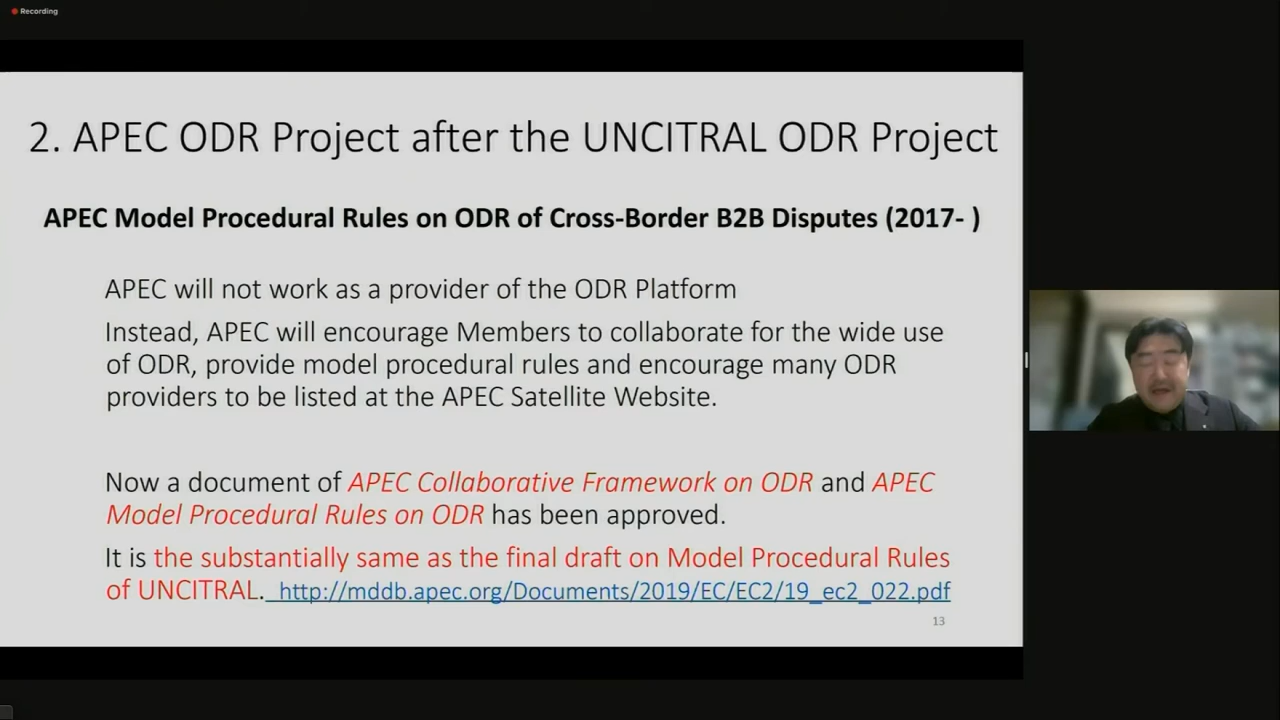 Recording
2. APEC ODR Project after the UNCITRAL ODR Project
APEC Model Procedural Rules on ODR of Cross-Border B2B Disputes (2017- )
APEC will not work as a provider of the ODR Platform
Instead, APEC will encourage Members to collaborate for the wide use
of ODR, provide model procedural rules and encourage many ODR
providers to be listed at the APEC Satellite Website.
Now a document of APEC Collaborative Framework on ODR and APEC
Model Procedural Rules on ODR has been approved.
It is the substantially same as the final draft on Model Procedural Rules
of UNCITRAL. http://mddb.apec.org/Documents/2019/EC/EC2/19_ec2_022.pdf
13